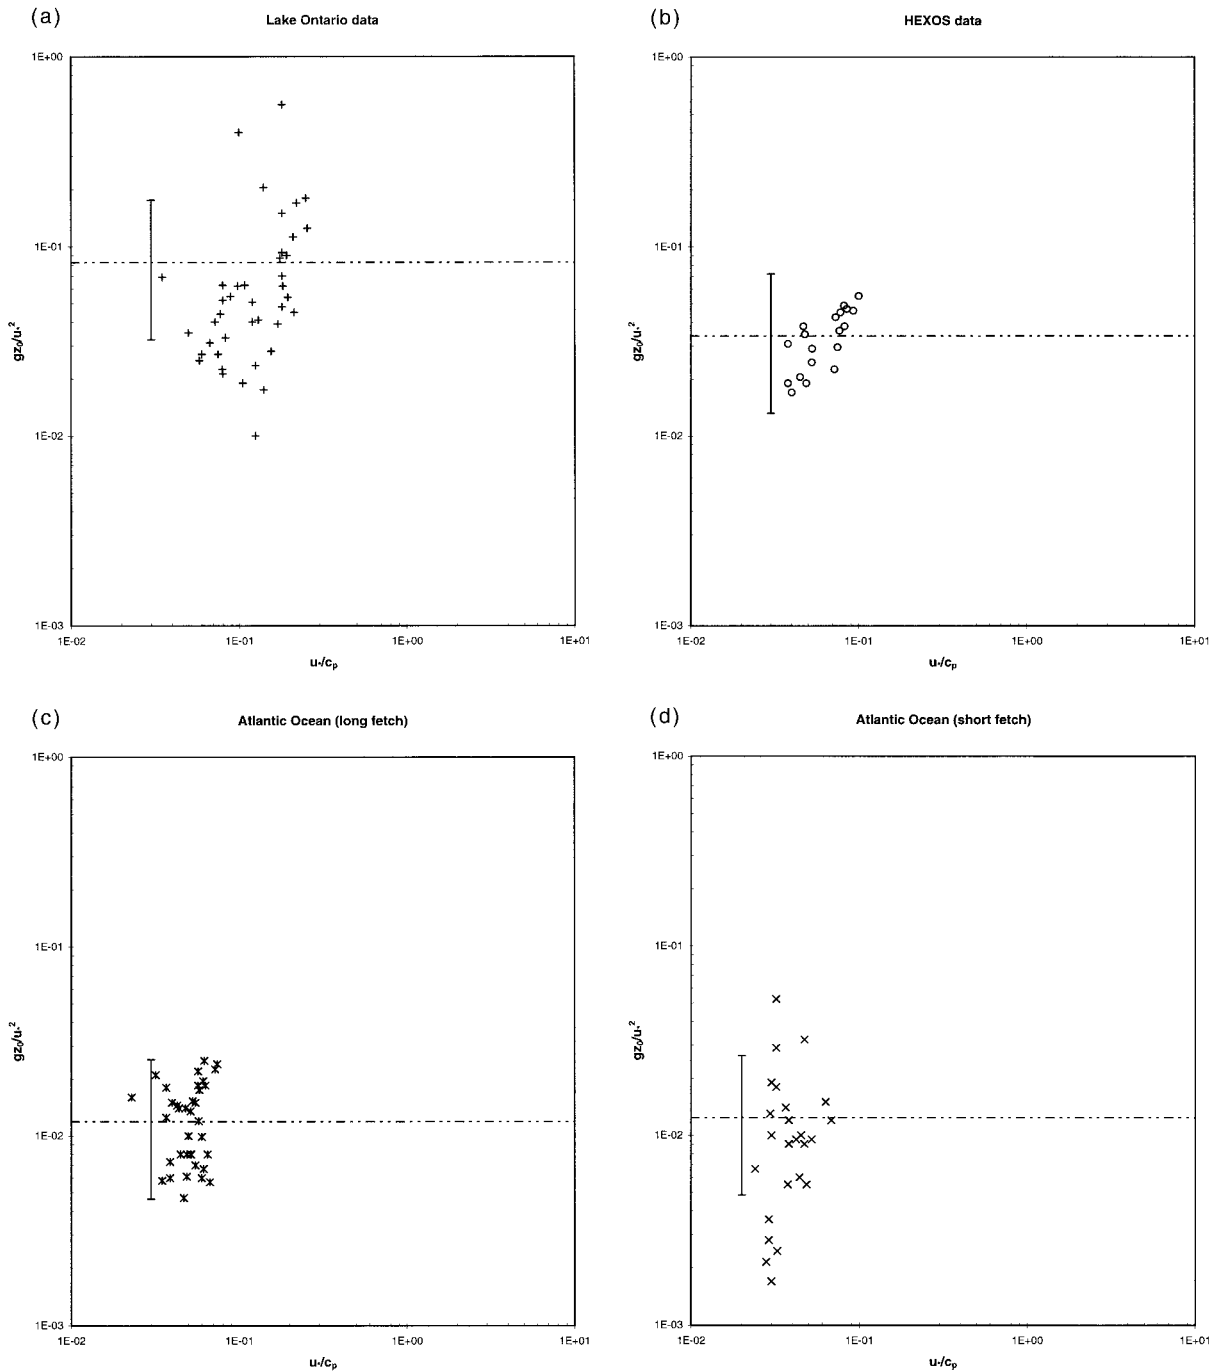 (a)
Lake Ontario data
1E+00
1E-01
1E-02
1E-03
gz₀/u*²
1E-02 1E-01 1E+00 1E+01
u*/cₚ
(b)
HEXOS data
1E+00
1E-01
1E-02
1E-03
gz₀/u*²
1E-02 1E-01 1E+00 1E+01
u*/cₚ
(c)
Atlantic Ocean (long fetch)
1E+00
1E-01
1E-02
1E-03
gz₀/u*²
1E-02 1E-01 1E+00 1E+01
u*/cₚ
(d)
Atlantic Ocean (short fetch)
1E+00
1E-01
1E-02
1E-03
gz₀/u*²
1E-02 1E-01 1E+00 1E+01
u*/cₚ